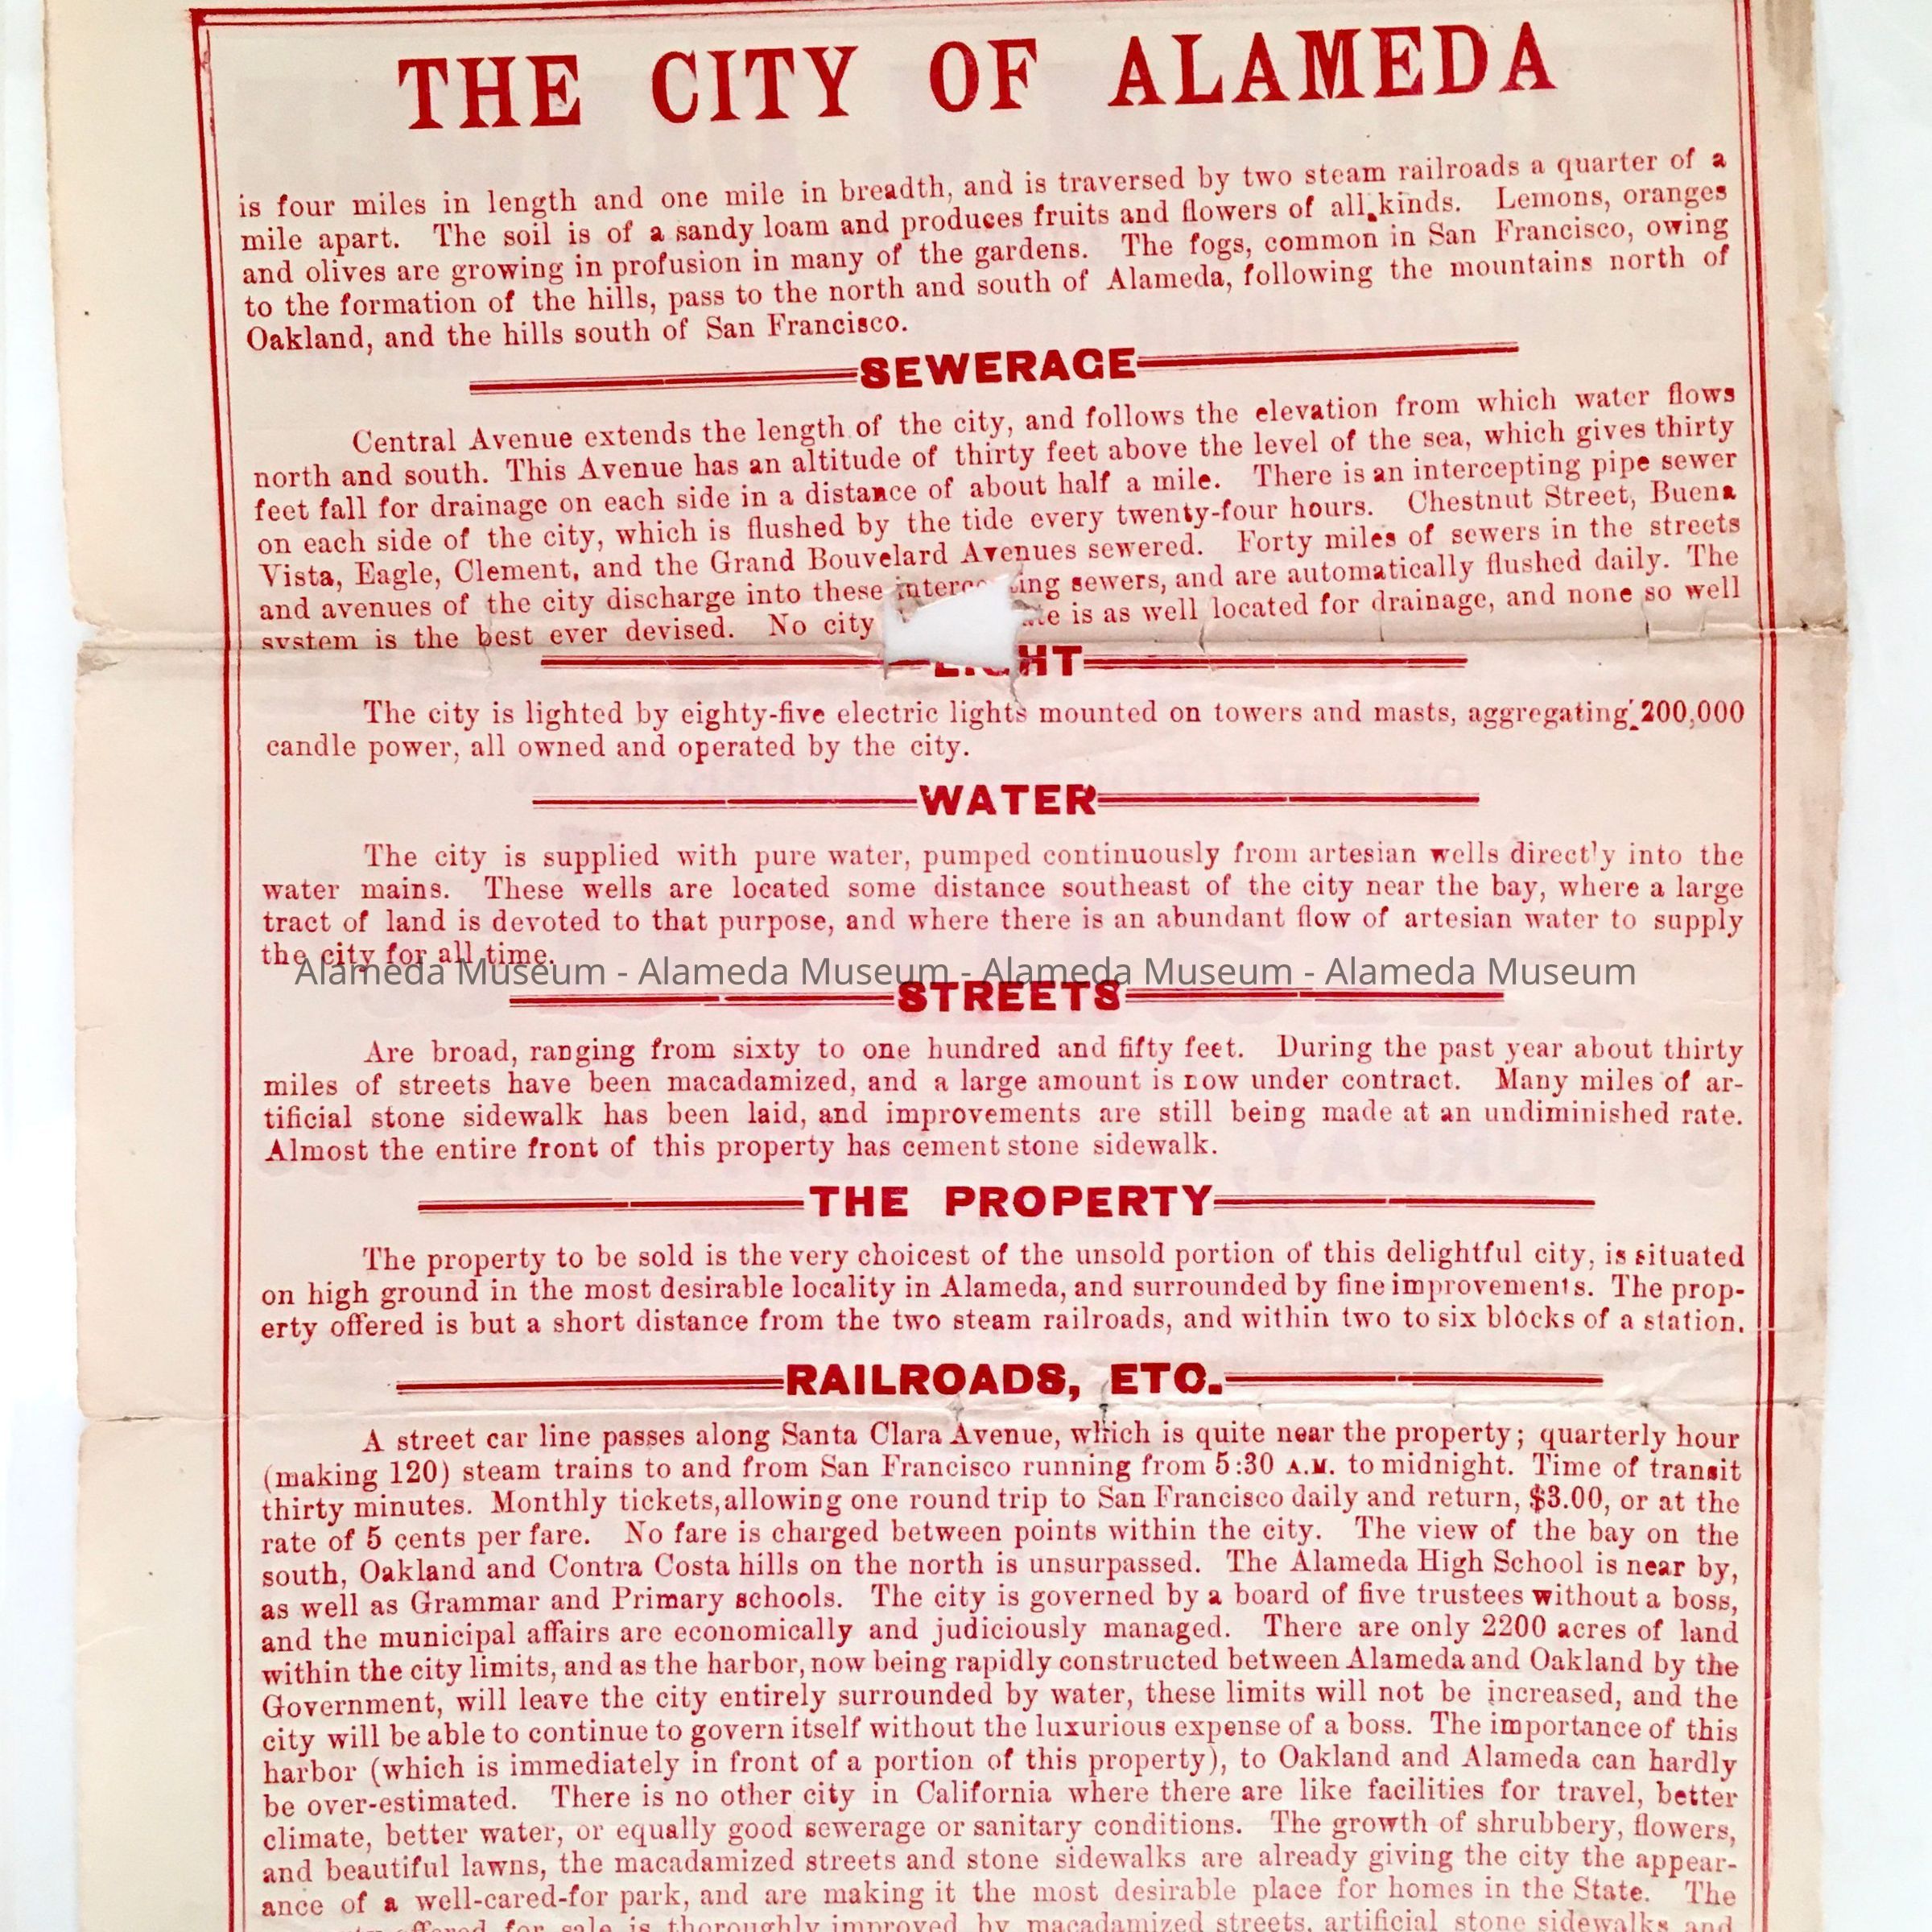 THE CITY OF ALAMEDA
is four miles in length and one mile in breadth, and is traversed by two steam railroads a quarter of a
mile apart. The soil is of a sandy loam and produces fruits and flowers of all kinds. Lemons, oranges
and olives are growing in profusion in many of the gardens. The fogs, common in San Francisco, owing
to the formation of the hills, pass to the north and south of Alameda, following the mountains north of
Oakland, and the hills south of San Francisco.
SEWERAGE
Central Avenue extends the length of the city, and follows the elevation from which water flows
north and south. This Avenue has an altitude of thirty feet above the level of the sea, which gives thirty
feet fall for drainage on each side in a distance of about half a mile. There is an intercepting pipe sewer
on each side of the city, which is flushed by the tide every twenty-four hours. Chestnut Street, Buena
Vista, Eagle, Clement, and the Grand Bouvelard Avenues sewered. Forty miles of sewers in the streets
and avenues of the city discharge into these sewers, and are automatically flushed daily. The
system is the best ever devised. No city is as well located for drainage, and none so well
LIGHT
The city is lighted by eighty-five electric lights mounted on towers and masts, aggregating 200,000
candle power, all owned and operated by the city.
WATER
The city is supplied with pure water, pumped continuously from artesian wells directly into the
water mains. These wells are located some distance southeast of the city near the bay, where a large
tract of land is devoted to that purpose, and where there is an abundant flow of artesian water to supply
the city for all time.
Alameda Museum - Alameda Museum - Alameda Museum - Alameda Museum
STREETS
Are broad, ranging from sixty to one hundred and fifty feet. During the past year about thirty
miles of streets have been macadamized, and a large amount is now under contract. Many miles of ar-
tificial stone sidewalk has been laid, and improvements are still being made at an undiminished rate.
Almost the entire front of this property has cement stone sidewalk.
THE PROPERTY
The property to be sold is the very choicest of the unsold portion of this delightful city, is situated
on high ground in the most desirable locality in Alameda, and surrounded by fine improvements. The prop-
erty offered is but a short distance from the two steam railroads, and within two to six blocks of a station.
RAILROADS, ETC.
A street car line passes along Santa Clara Avenue, which is quite near the property; quarterly hour
(making 120) steam trains to and from San Francisco running from 5:30 A.M. to midnight. Time of transit
thirty minutes. Monthly tickets, allowing one round trip to San Francisco daily and return, $3.00, or at the
rate of 5 cents per fare. No fare is charged between points within the city. The view of the bay on the
south, Oakland and Contra Costa hills on the north is unsurpassed. The Alameda High School is near by,
as well as Grammar and Primary schools. The city is governed by a board of five trustees without a boss,
and the municipal affairs are economically and judiciously managed. There are only 2200 acres of land
within the city limits, and as the harbor, now being rapidly constructed between Alameda and Oakland by the
Government, will leave the city entirely surrounded by water, these limits will not be increased, and the
city will be able to continue to govern itself without the luxurious expense of a boss. The importance of this
harbor (which is immediately in front of a portion of this property), to Oakland and Alameda can hardly
be over-estimated. There is no other city in California where there are like facilities for travel, better
climate, better water, or equally good sewerage or sanitary conditions. The growth of shrubbery, flowers,
and beautiful lawns, the macadamized streets and stone sidewalks are already giving the city the appear-
ance of a well-cared-for park, and are making it the most desirable place for homes in the State. The
offered for sale is thoroughly improved by macadamized streets, artificial stone sidewalks and